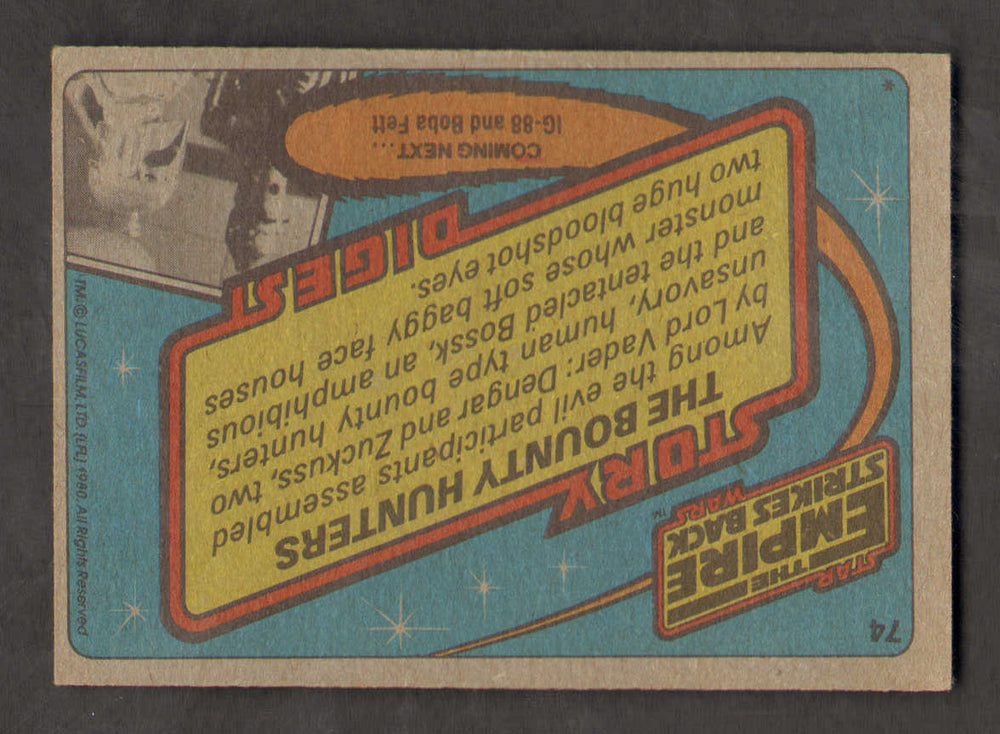 74
STAR
THE
EMPIRE
STRIKES BACK
WARS™
STORY
THE BOUNTY HUNTERS
Among the evil participants assembled
by Lord Vader: Dengar and Zuckuss, two
unsavory, human type bounty hunters,
and the tentacled Bossk, an amphibious
monster whose soft baggy face houses
two huge bloodshot eyes.
DIGEST
COMING NEXT...
IG-88 and Boba Fett
*
TM: © LUCASFILM, LTD. (LFL) 1980. All Rights Reserved